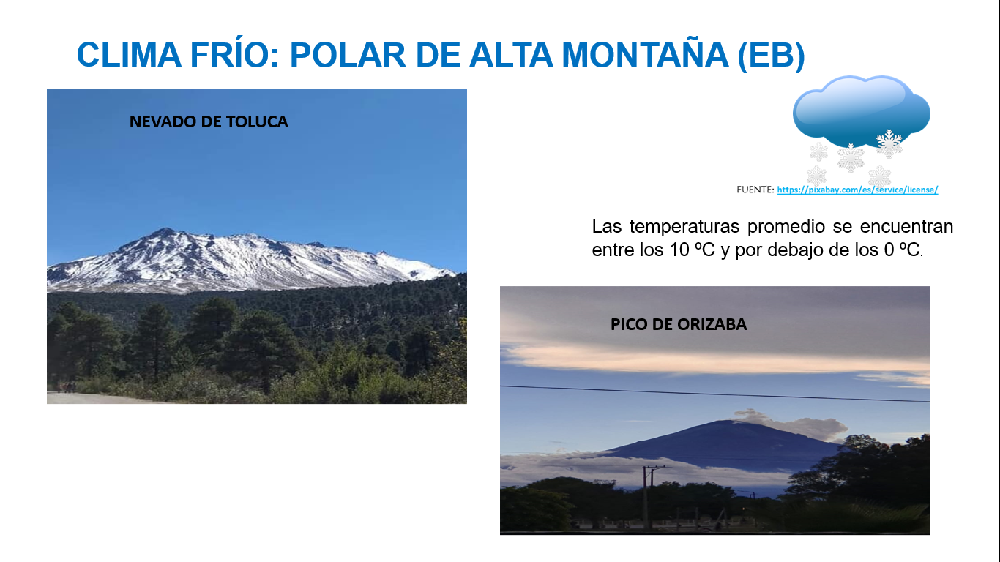 CLIMA FRÍO: POLAR DE ALTA MONTAÑA (EB)
NEVADO DE TOLUCA
FUENTE: https://pixabay.com/es/service/license/
Las temperaturas promedio se encuentran
entre los 10 ºC y por debajo de los 0 ºC.
PICO DE ORIZABA